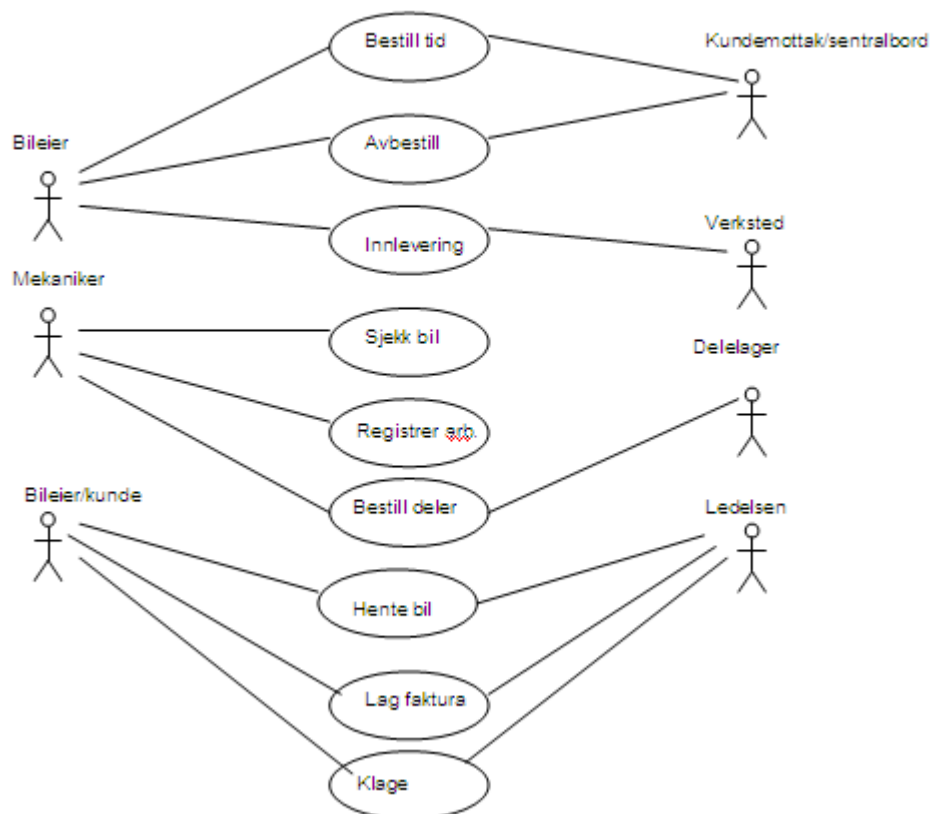 Bestill tid
Kundemottak/sentralbord
Bileier
Avbestill
Verksted
Innlevering
Mekaniker
Sjekk bil
Delelager
Registrer arb.
Bileier/kunde
Bestill deler
Ledelsen
Hente bil
Lag faktura
Klage